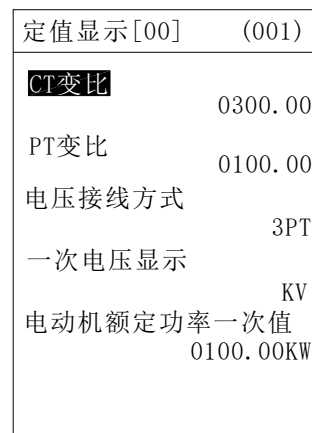 定值显示[00] (001)
CT变比
0300.00
PT变比
0100.00
电压接线方式
3PT
一次电压显示
KV
电动机额定功率一次值
0100.00KW